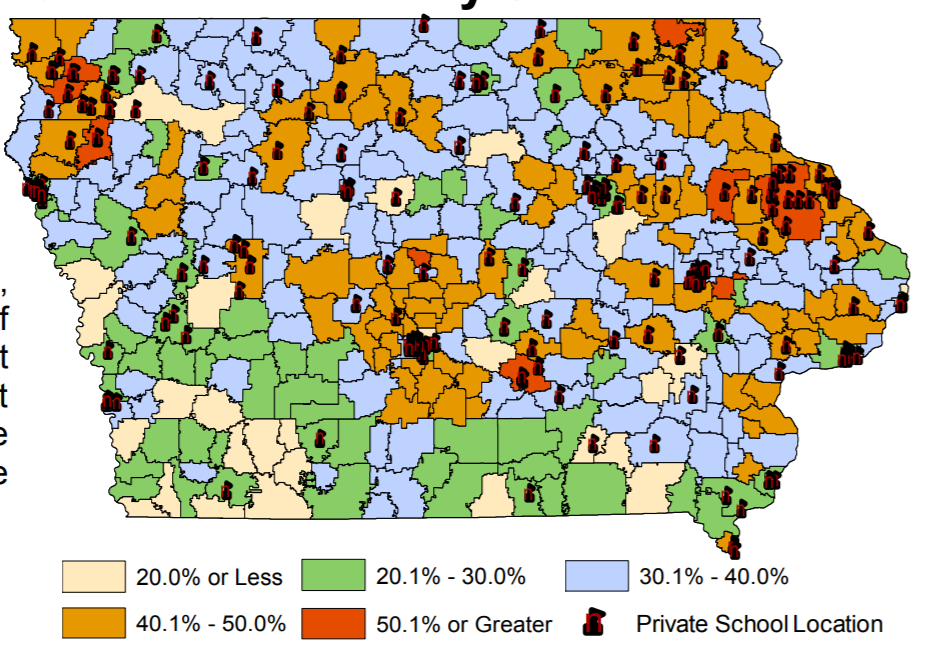 ,
f
t
t
e
e
20.0% or Less
20.1% - 30.0%
30.1% - 40.0%
40.1% - 50.0%
50.1% or Greater
Private School Location